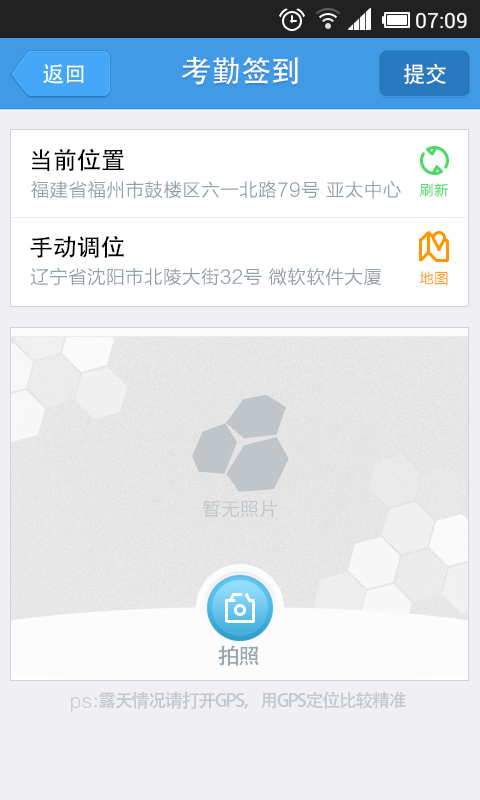 07:09
返回
考勤签到
提交
当前位置
福建省福州市鼓楼区六一北路79号 亚太中心
刷新
手动调位
辽宁省沈阳市北陵大街32号 微软软件大厦
地图
暂无照片
拍照
ps:露天情况请打开GPS，用GPS定位比较精准